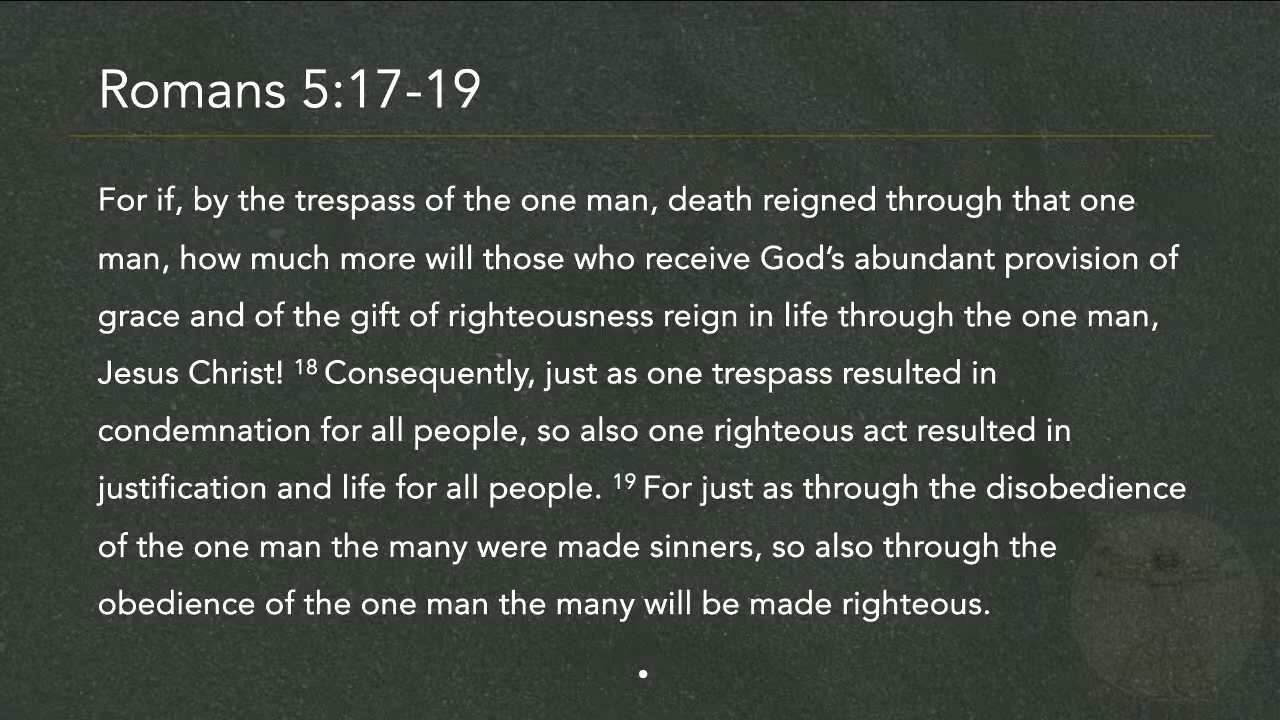 Romans 5:17-19
For if, by the trespass of the one man, death reigned through that one
man, how much more will those who receive God’s abundant provision of
grace and of the gift of righteousness reign in life through the one man,
Jesus Christ! 18 Consequently, just as one trespass resulted in
condemnation for all people, so also one righteous act resulted in
justification and life for all people. 19 For just as through the disobedience
of the one man the many were made sinners, so also through the
obedience of the one man the many will be made righteous.